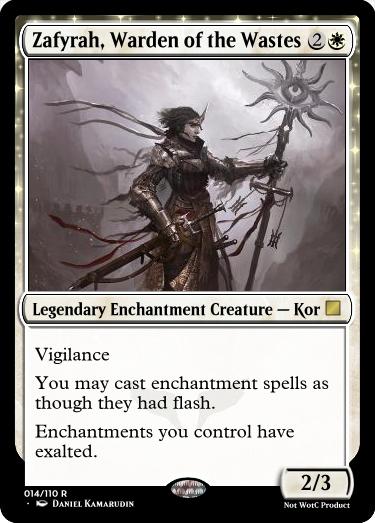 Zafyrah, Warden of the Wastes 2
Legendary Enchantment Creature — Kor
Vigilance
You may cast enchantment spells as
though they had flash.
Enchantments you control have
exalted.
2/3
014/110 R
· Daniel Kamarudin
Not WotC Product